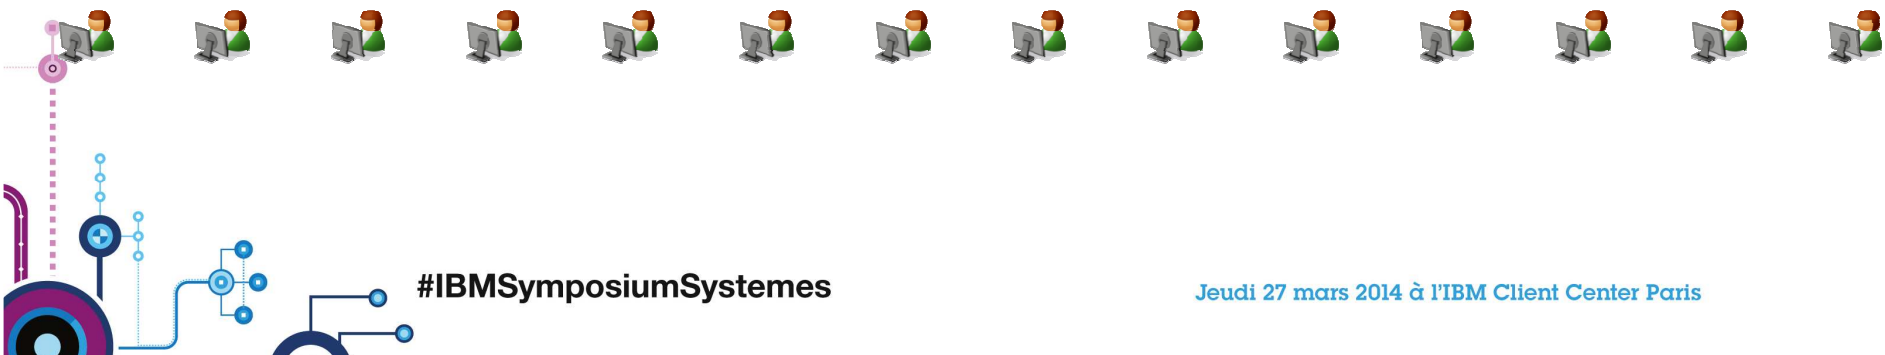 #IBMSymposiumSystemes
Jeudi 27 mars 2014 à l'IBM Client Center Paris